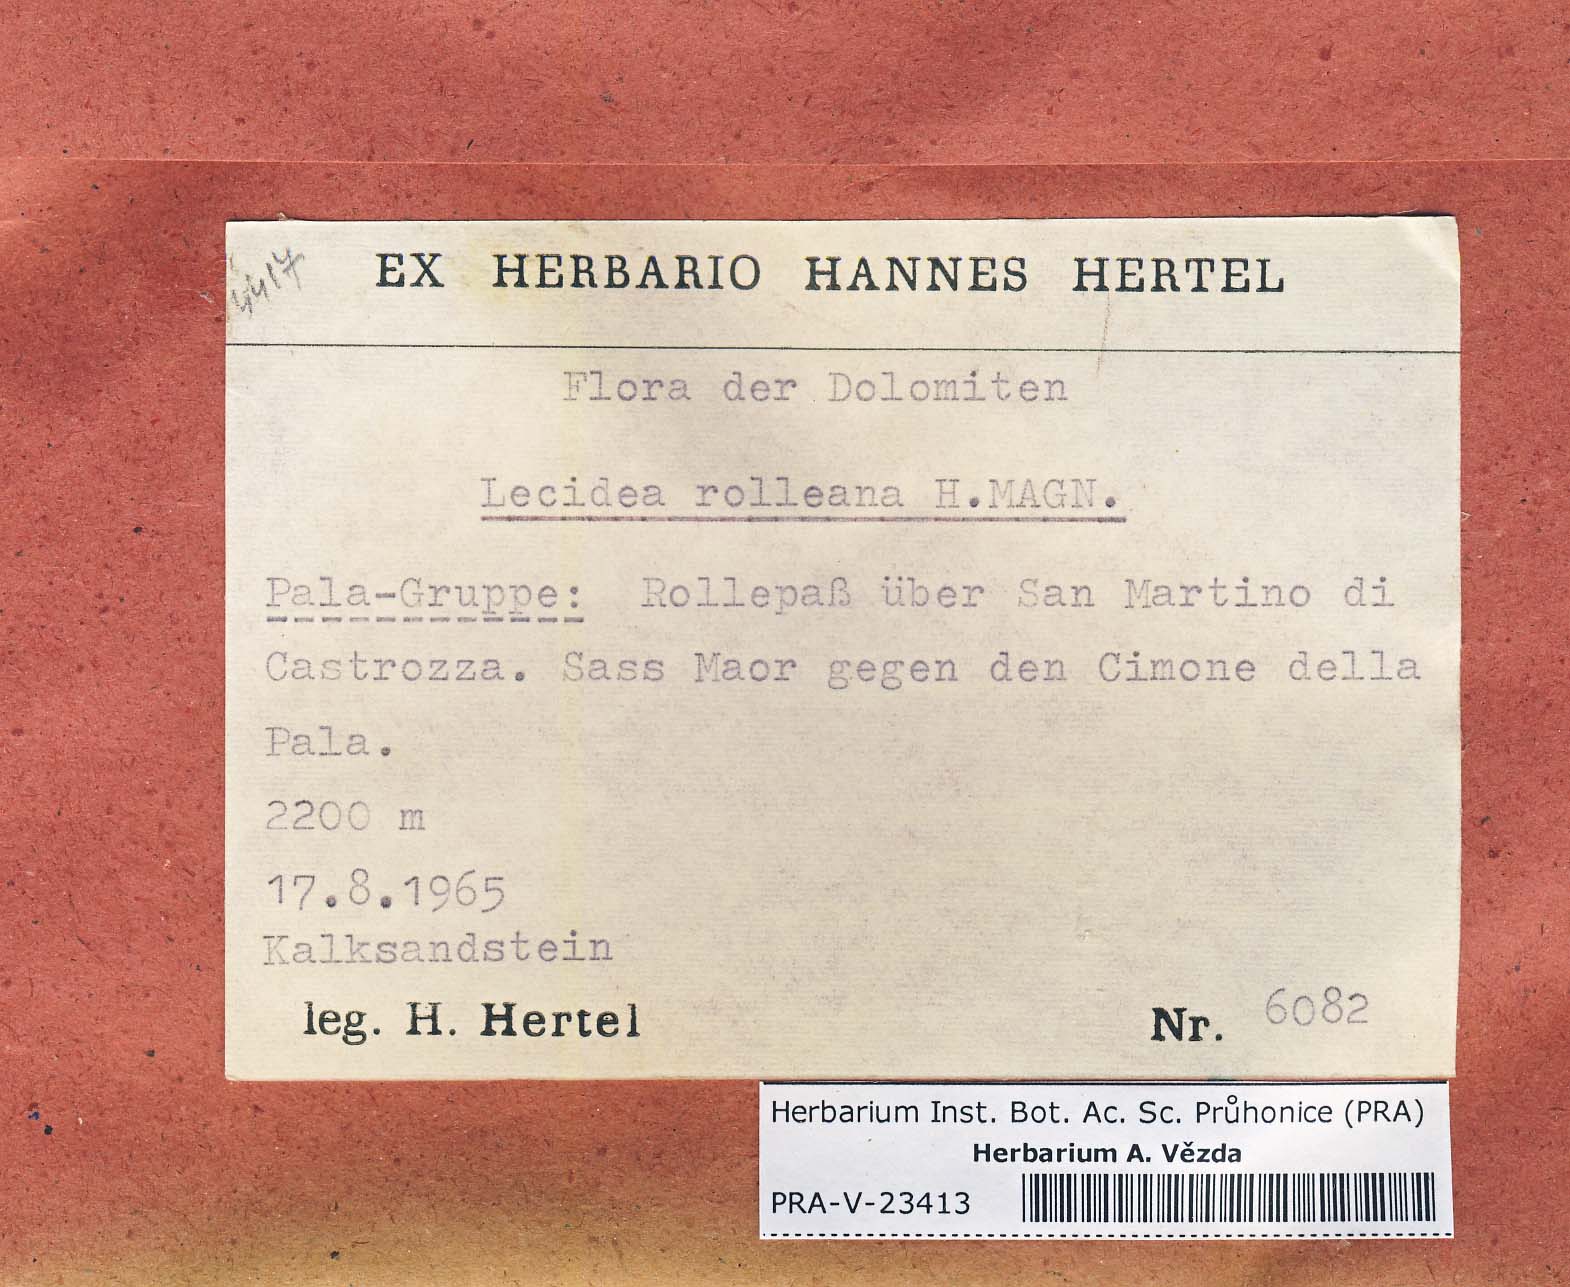 4417
EX HERBARIO HANNES HERTEL
Flora der Dolomiten
Lecidea rolleana H.MAGN.
Pala-Gruppe: Rollepaß über San Martino di
Castrozza. Sass Maor gegen den Cimone della
Pala.
2200 m
17.8.1965
Kalksandstein
leg. H. Hertel Nr. 6082
Herbarium Inst. Bot. Ac. Sc. Průhonice (PRA)
Herbarium A. Vězda
PRA-V-23413